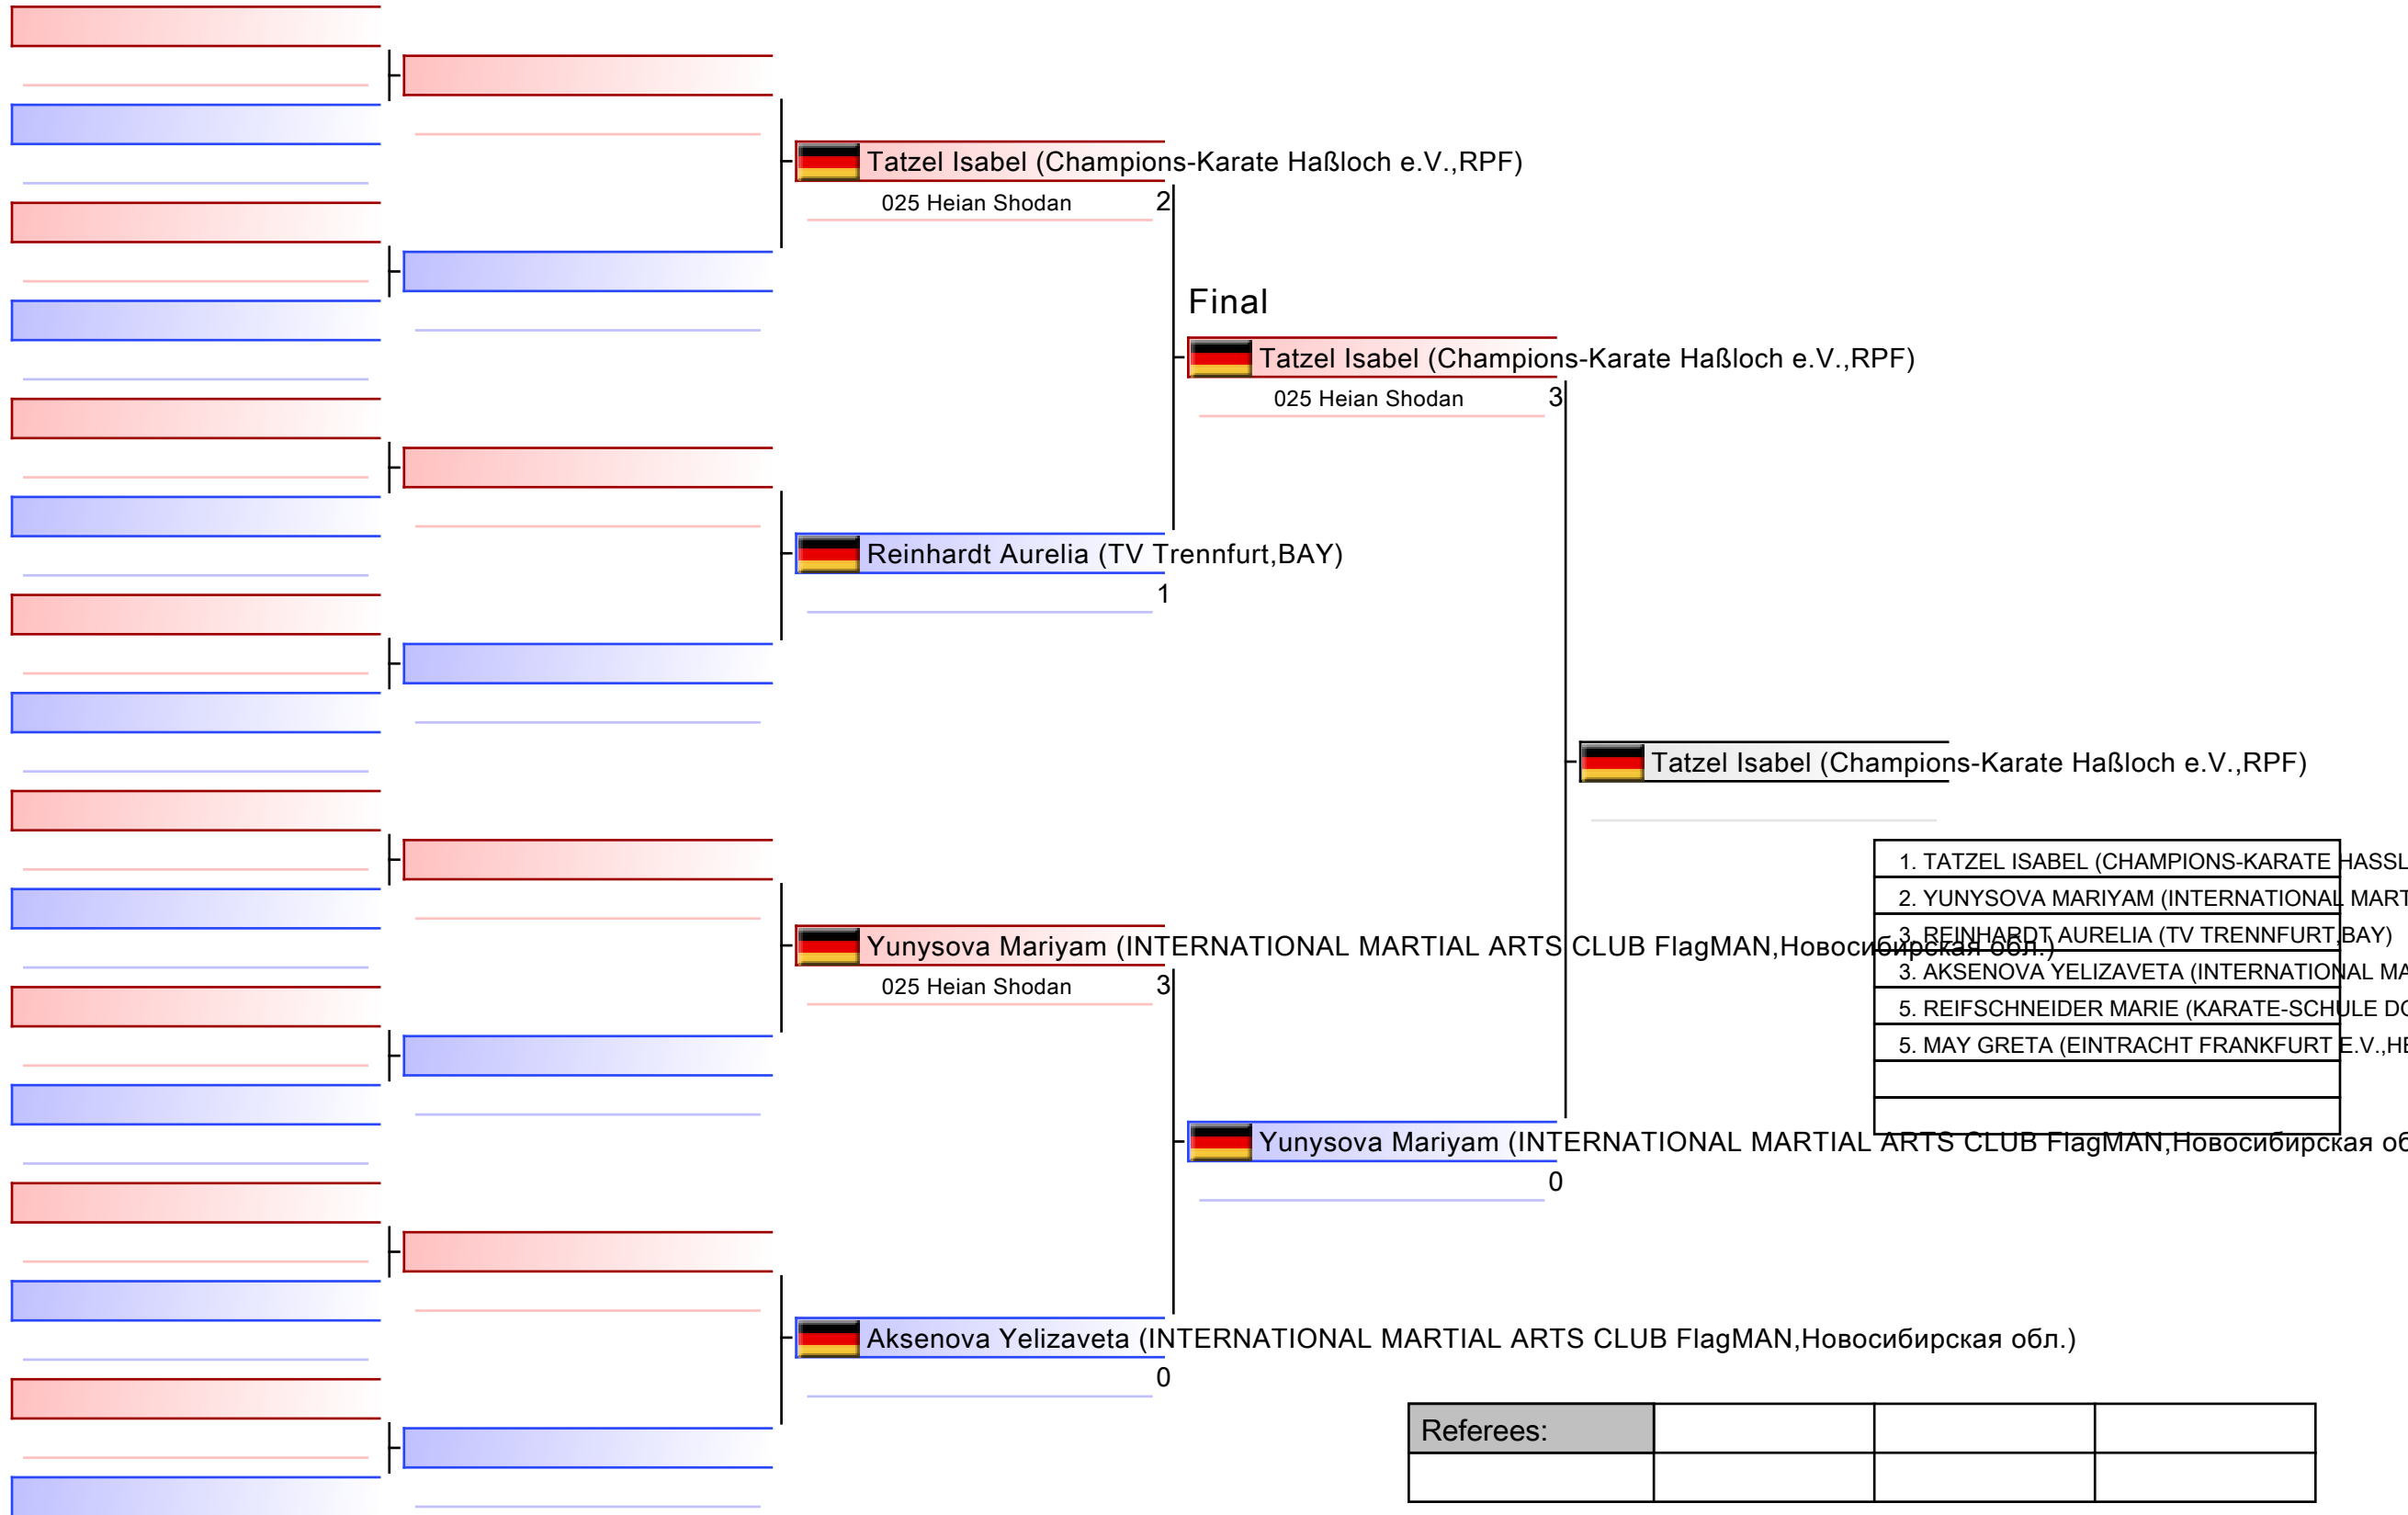 Tatzel Isabel (Champions-Karate Haßloch e.V.,RPF)
025 Heian Shodan 2
Final
Tatzel Isabel (Champions-Karate Haßloch e.V.,RPF)
025 Heian Shodan 3
Reinhardt Aurelia (TV Trennfurt,BAY)
1
Tatzel Isabel (Champions-Karate Haßloch e.V.,RPF)
1. TATZEL ISABEL (CHAMPIONS-KARATE HASSL
2. YUNYSOVA MARIYAM (INTERNATIONAL MART
3. REINHARDT AURELIA (TV TRENNFURT,BAY)
Yunysova Mariyam (INTERNATIONAL MARTIAL ARTS CLUB FlagMAN,Новосибирская обл.)
3. AKSENOVA YELIZAVETA (INTERNATIONAL MA
025 Heian Shodan 3
5. REIFSCHNEIDER MARIE (KARATE-SCHULE DO
5. MAY GRETA (EINTRACHT FRANKFURT E.V.,HE
Yunysova Mariyam (INTERNATIONAL MARTIAL ARTS CLUB FlagMAN,Новосибирская об
0
Aksenova Yelizaveta (INTERNATIONAL MARTIAL ARTS CLUB FlagMAN,Новосибирская обл.)
0
Referees: